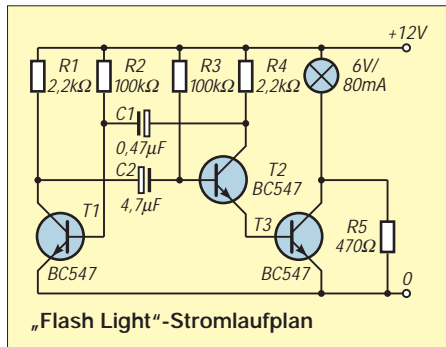 +12V
R1
2,2kΩ
R2
100kΩ
R3
100kΩ
R4
2,2kΩ
6V/
80mA
C1
0,47µF
C2
4,7µF
T2
BC547
T1
T3
R5
470Ω
BC547
BC547
0
„Flash Light“-Stromlaufplan